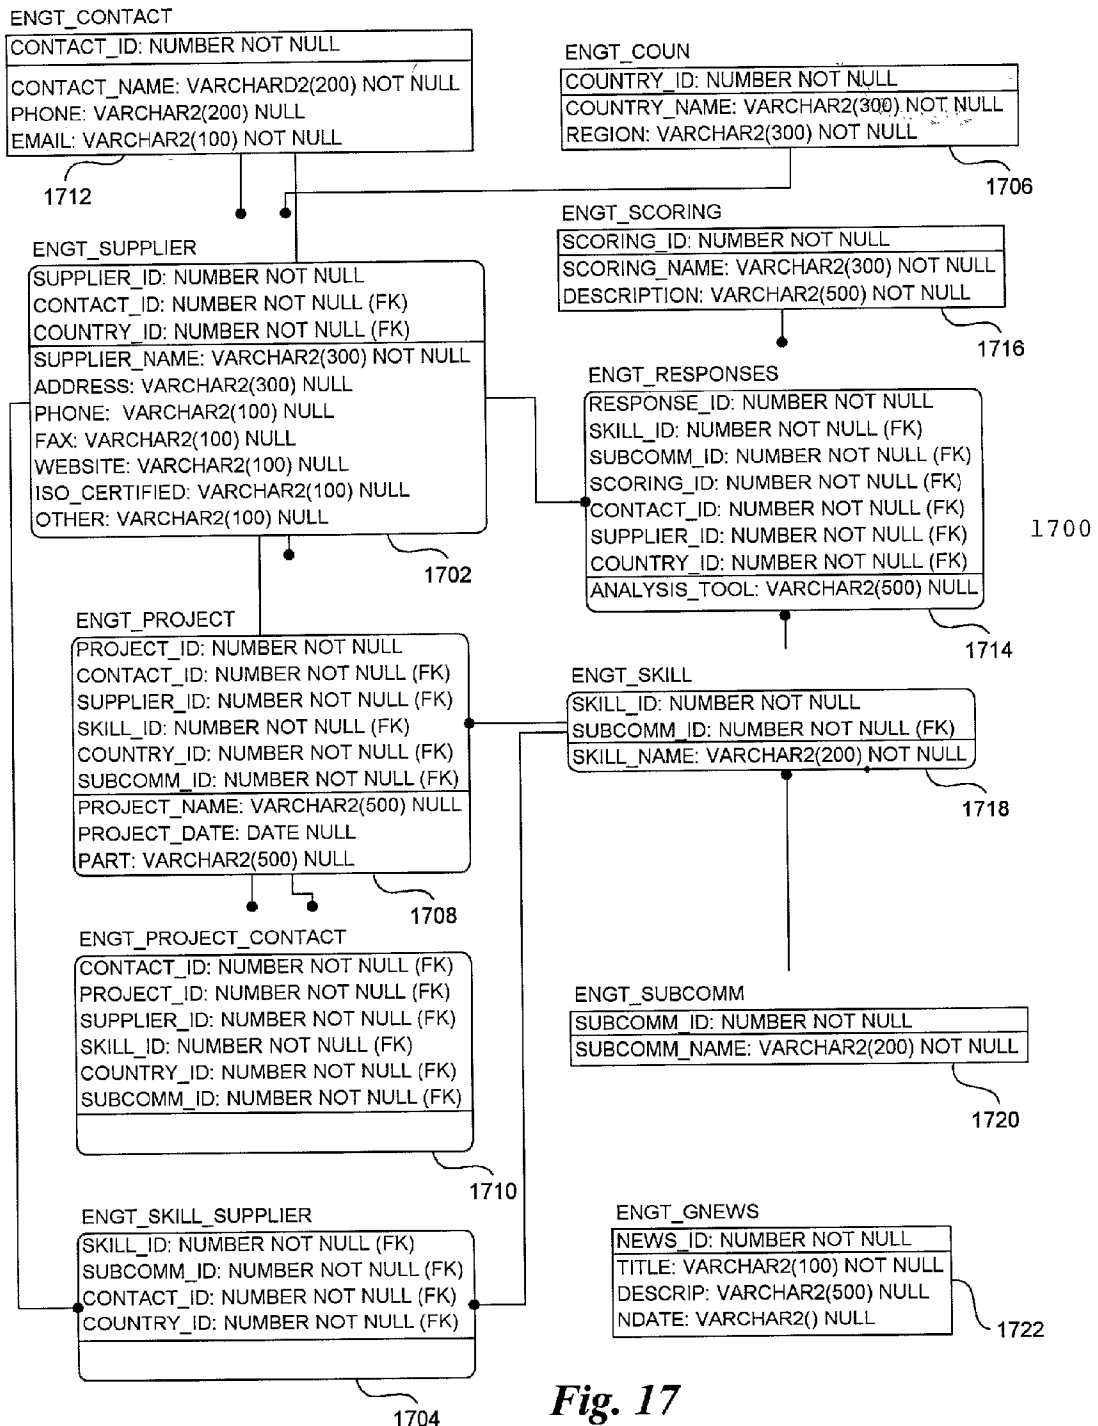 ENGT_CONTACT
CONTACT_ID: NUMBER NOT NULL
CONTACT_NAME: VARCHARD2(200) NOT NULL
PHONE: VARCHAR2(200) NULL
EMAIL: VARCHAR2(100) NOT NULL
1712
ENGT_COUN
COUNTRY_ID: NUMBER NOT NULL
COUNTRY_NAME: VARCHAR2(300) NOT NULL
REGION: VARCHAR2(300) NOT NULL
1706
ENGT_SUPPLIER
SUPPLIER_ID: NUMBER NOT NULL
CONTACT_ID: NUMBER NOT NULL (FK)
COUNTRY_ID: NUMBER NOT NULL (FK)
SUPPLIER_NAME: VARCHAR2(300) NOT NULL
ADDRESS: VARCHAR2(300) NULL
PHONE: VARCHAR2(100) NULL
FAX: VARCHAR2(100) NULL
WEBSITE: VARCHAR2(100) NULL
ISO_CERTIFIED: VARCHAR2(100) NULL
OTHER: VARCHAR2(100) NULL
1702
ENGT_SCORING
SCORING_ID: NUMBER NOT NULL
SCORING_NAME: VARCHAR2(300) NOT NULL
DESCRIPTION: VARCHAR2(500) NOT NULL
1716
ENGT_RESPONSES
RESPONSE_ID: NUMBER NOT NULL
SKILL_ID: NUMBER NOT NULL (FK)
SUBCOMM_ID: NUMBER NOT NULL (FK)
SCORING_ID: NUMBER NOT NULL (FK)
CONTACT_ID: NUMBER NOT NULL (FK)
SUPPLIER_ID: NUMBER NOT NULL (FK)
COUNTRY_ID: NUMBER NOT NULL (FK)
ANALYSIS_TOOL: VARCHAR2(500) NULL
1714
1700
ENGT_PROJECT
PROJECT_ID: NUMBER NOT NULL
CONTACT_ID: NUMBER NOT NULL (FK)
SUPPLIER_ID: NUMBER NOT NULL (FK)
SKILL_ID: NUMBER NOT NULL (FK)
COUNTRY_ID: NUMBER NOT NULL (FK)
SUBCOMM_ID: NUMBER NOT NULL (FK)
PROJECT_NAME: VARCHAR2(500) NULL
PROJECT_DATE: DATE NULL
PART: VARCHAR2(500) NULL
1708
ENGT_SKILL
SKILL_ID: NUMBER NOT NULL
SUBCOMM_ID: NUMBER NOT NULL (FK)
SKILL_NAME: VARCHAR2(200) NOT NULL
1718
ENGT_PROJECT_CONTACT
CONTACT_ID: NUMBER NOT NULL (FK)
PROJECT_ID: NUMBER NOT NULL (FK)
SUPPLIER_ID: NUMBER NOT NULL (FK)
SKILL_ID: NUMBER NOT NULL (FK)
COUNTRY_ID: NUMBER NOT NULL (FK)
SUBCOMM_ID: NUMBER NOT NULL (FK)
1710
ENGT_SUBCOMM
SUBCOMM_ID: NUMBER NOT NULL
SUBCOMM_NAME: VARCHAR2(200) NOT NULL
1720
ENGT_SKILL_SUPPLIER
SKILL_ID: NUMBER NOT NULL (FK)
SUBCOMM_ID: NUMBER NOT NULL (FK)
CONTACT_ID: NUMBER NOT NULL (FK)
COUNTRY_ID: NUMBER NOT NULL (FK)
1704
ENGT_GNEWS
NEWS_ID: NUMBER NOT NULL
TITLE: VARCHAR2(100) NOT NULL
DESCRIP: VARCHAR2(500) NULL
NDATE: VARCHAR2() NULL
1722
Fig. 17